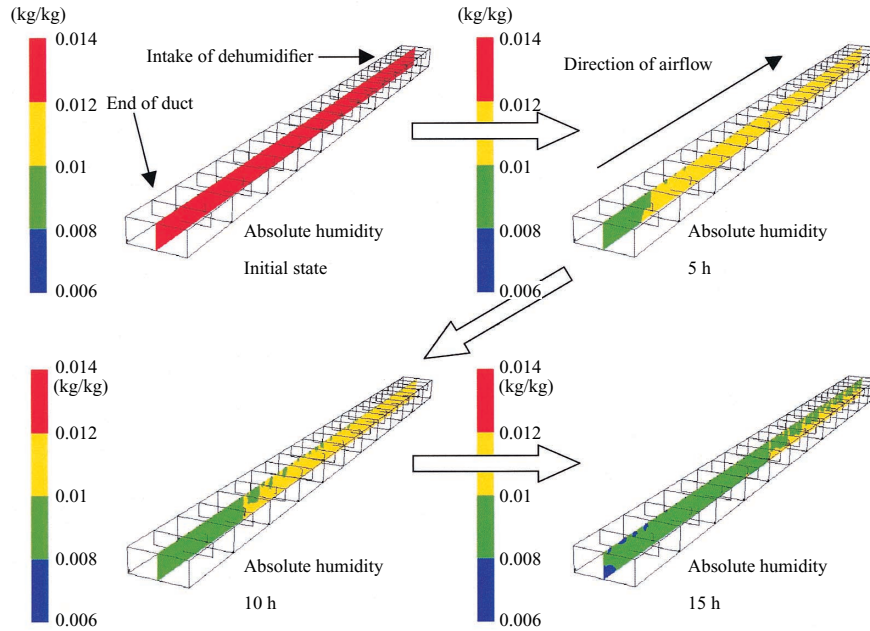 (kg/kg)
0.014
0.012
0.01
0.008
0.006
Intake of dehumidifier
End of duct
Absolute humidity
Initial state
(kg/kg)
0.014
0.012
0.01
0.008
0.006
Direction of airflow
Absolute humidity
5 h
0.014
(kg/kg)
0.012
0.01
0.008
0.006
Absolute humidity
10 h
0.014
(kg/kg)
0.012
0.01
0.008
0.006
Absolute humidity
15 h